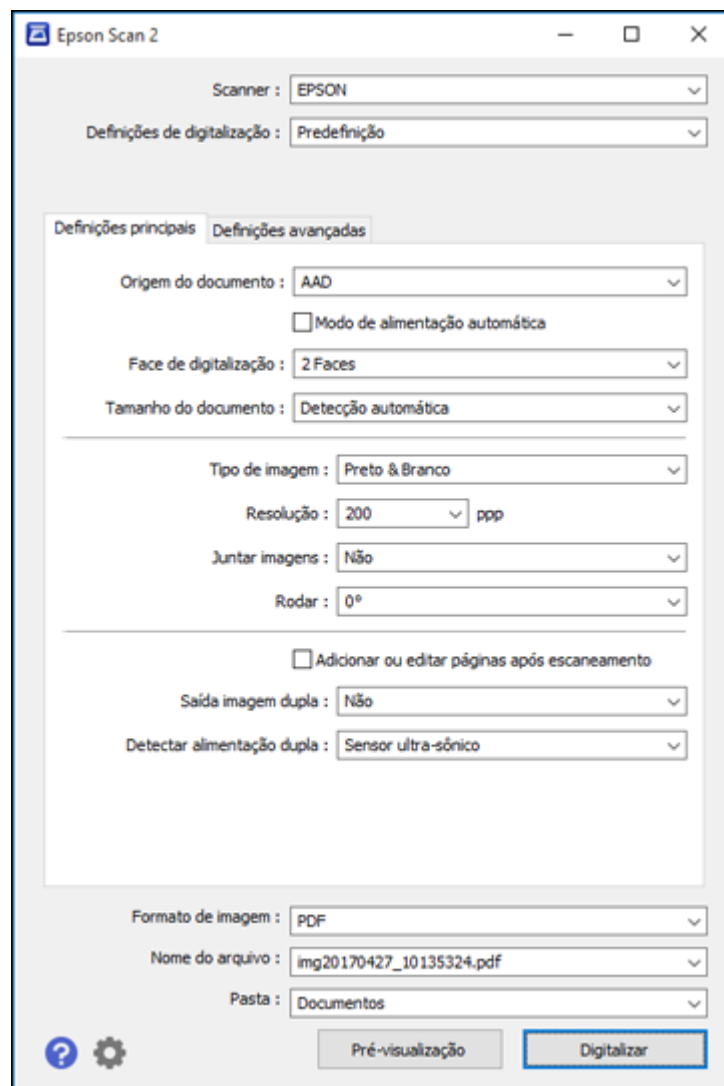 Epson Scan 2
Scanner : EPSON
Definições de digitalização : Predefinição
Definições principais Definições avançadas
Origem do documento : AAD
Modo de alimentação automática
Face de digitalização : 2 Faces
Tamanho do documento : Detecção automática
Tipo de imagem : Preto & Branco
Resolução : 200 ppp
Juntar imagens : Não
Rodar : 0°
Adicionar ou editar páginas após escaneamento
Saída imagem dupla : Não
Detectar alimentação dupla : Sensor ultra-sônico
Formato de imagem : PDF
Nome do arquivo : img20170427_10135324.pdf
Pasta : Documentos
? Pré-visualização Digitalizar